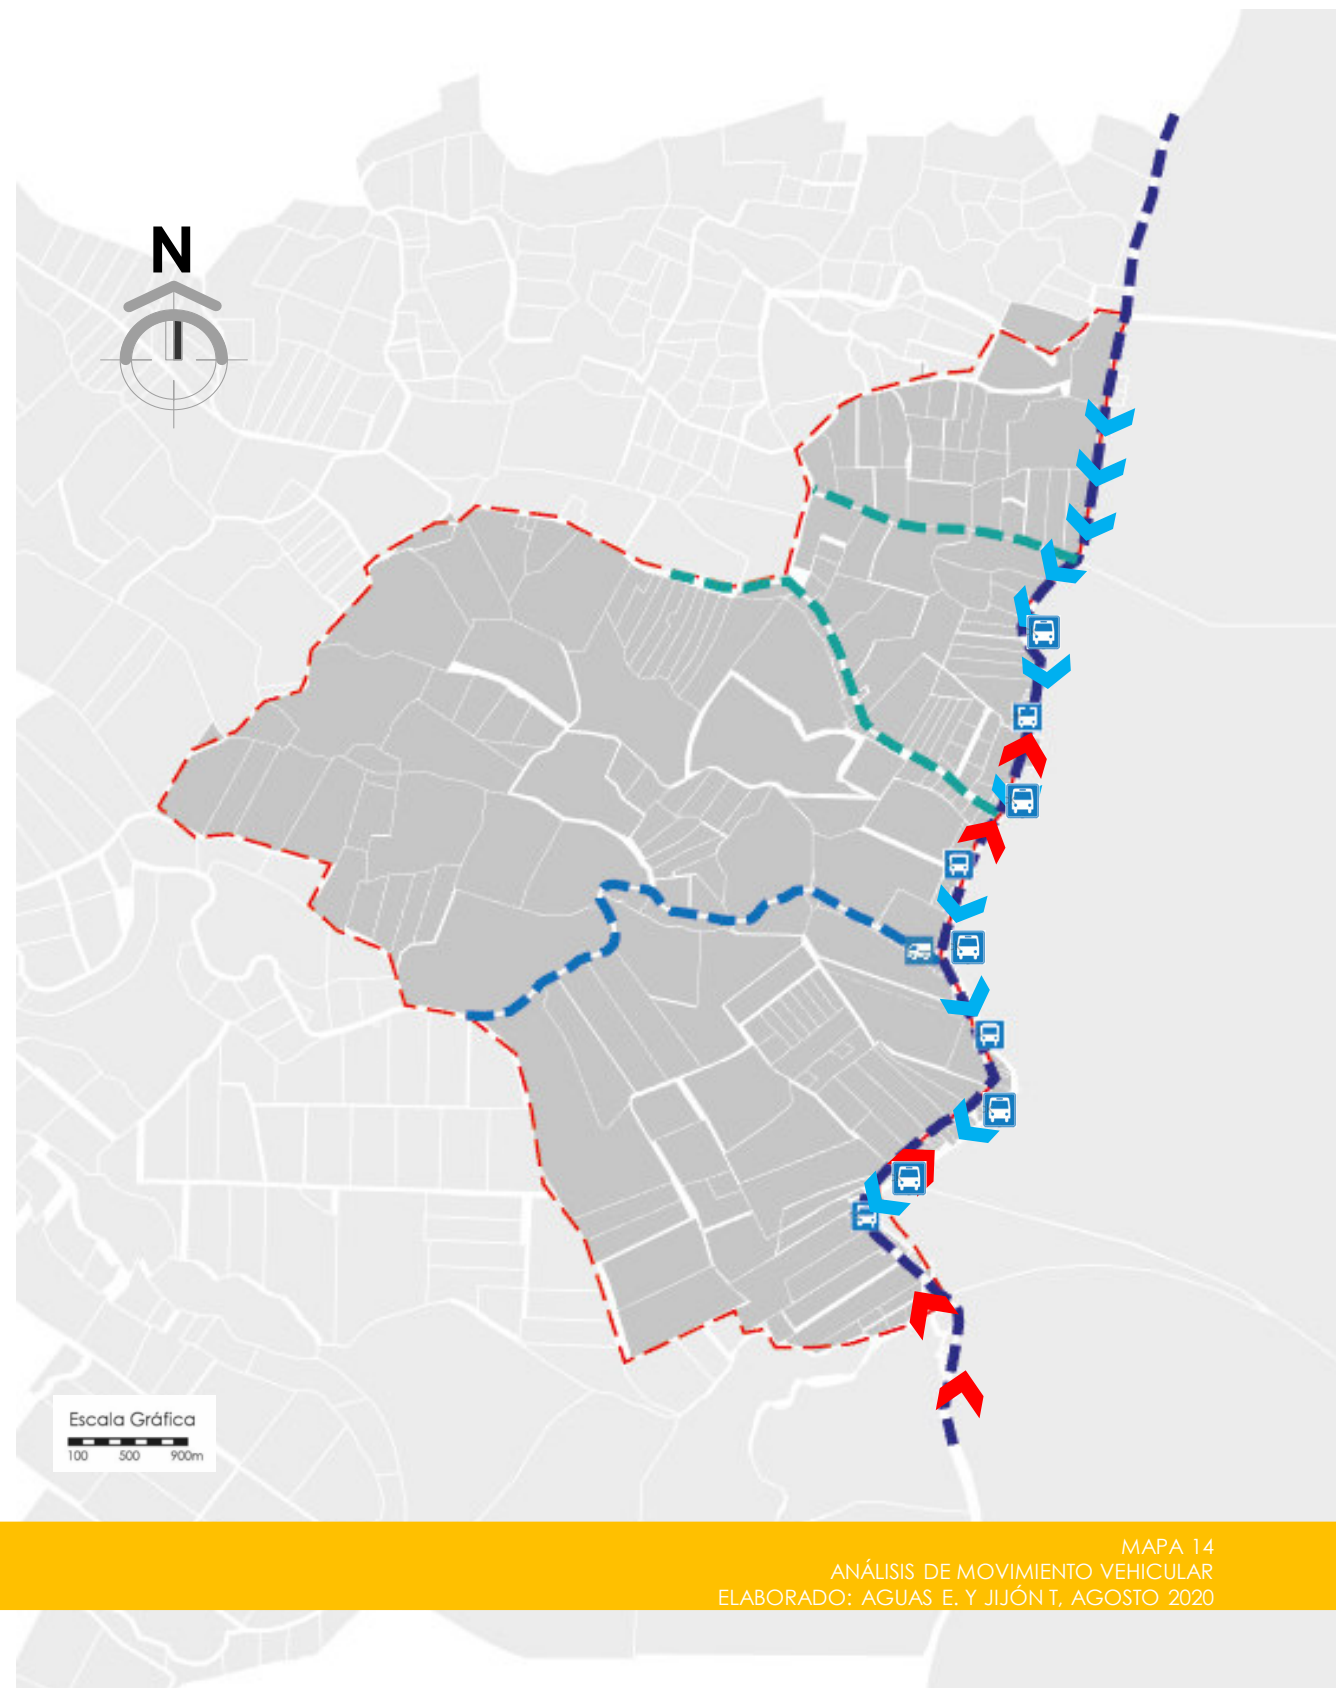 N
Escala Gráfica
100 500 900m
MAPA 14
ANÁLISIS DE MOVIMIENTO VEHICULAR
ELABORADO: AGUAS E. Y JIJÓN T, AGOSTO 2020